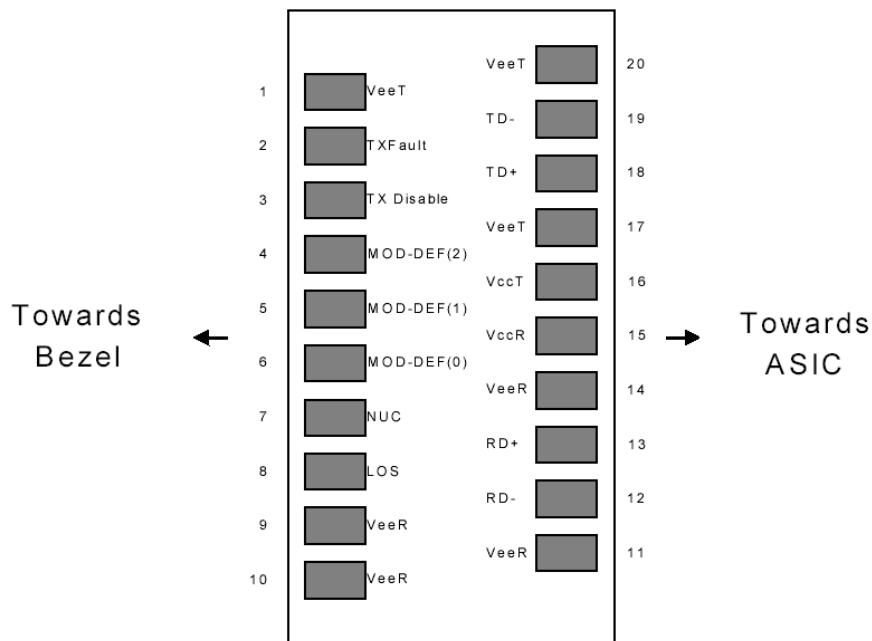 VeeT 20
1 VeeT
TD- 19
2 TXFault
TD+ 18
3 TX Disable
VeeT 17
4 MOD-DEF(2)
VccT 16
5 MOD-DEF(1)
Towards
Bezel
VccR 15
Towards
ASIC
6 MOD-DEF(0)
VeeR 14
7 NUC
RD+ 13
8 LOS
RD- 12
9 VeeR
VeeR 11
10 VeeR